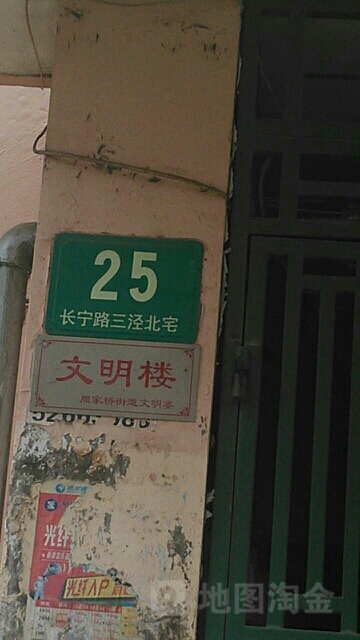 25
长宁路三泾北宅
文明楼
周家桥街道文明委
光纤
光纤入户
地图淘金